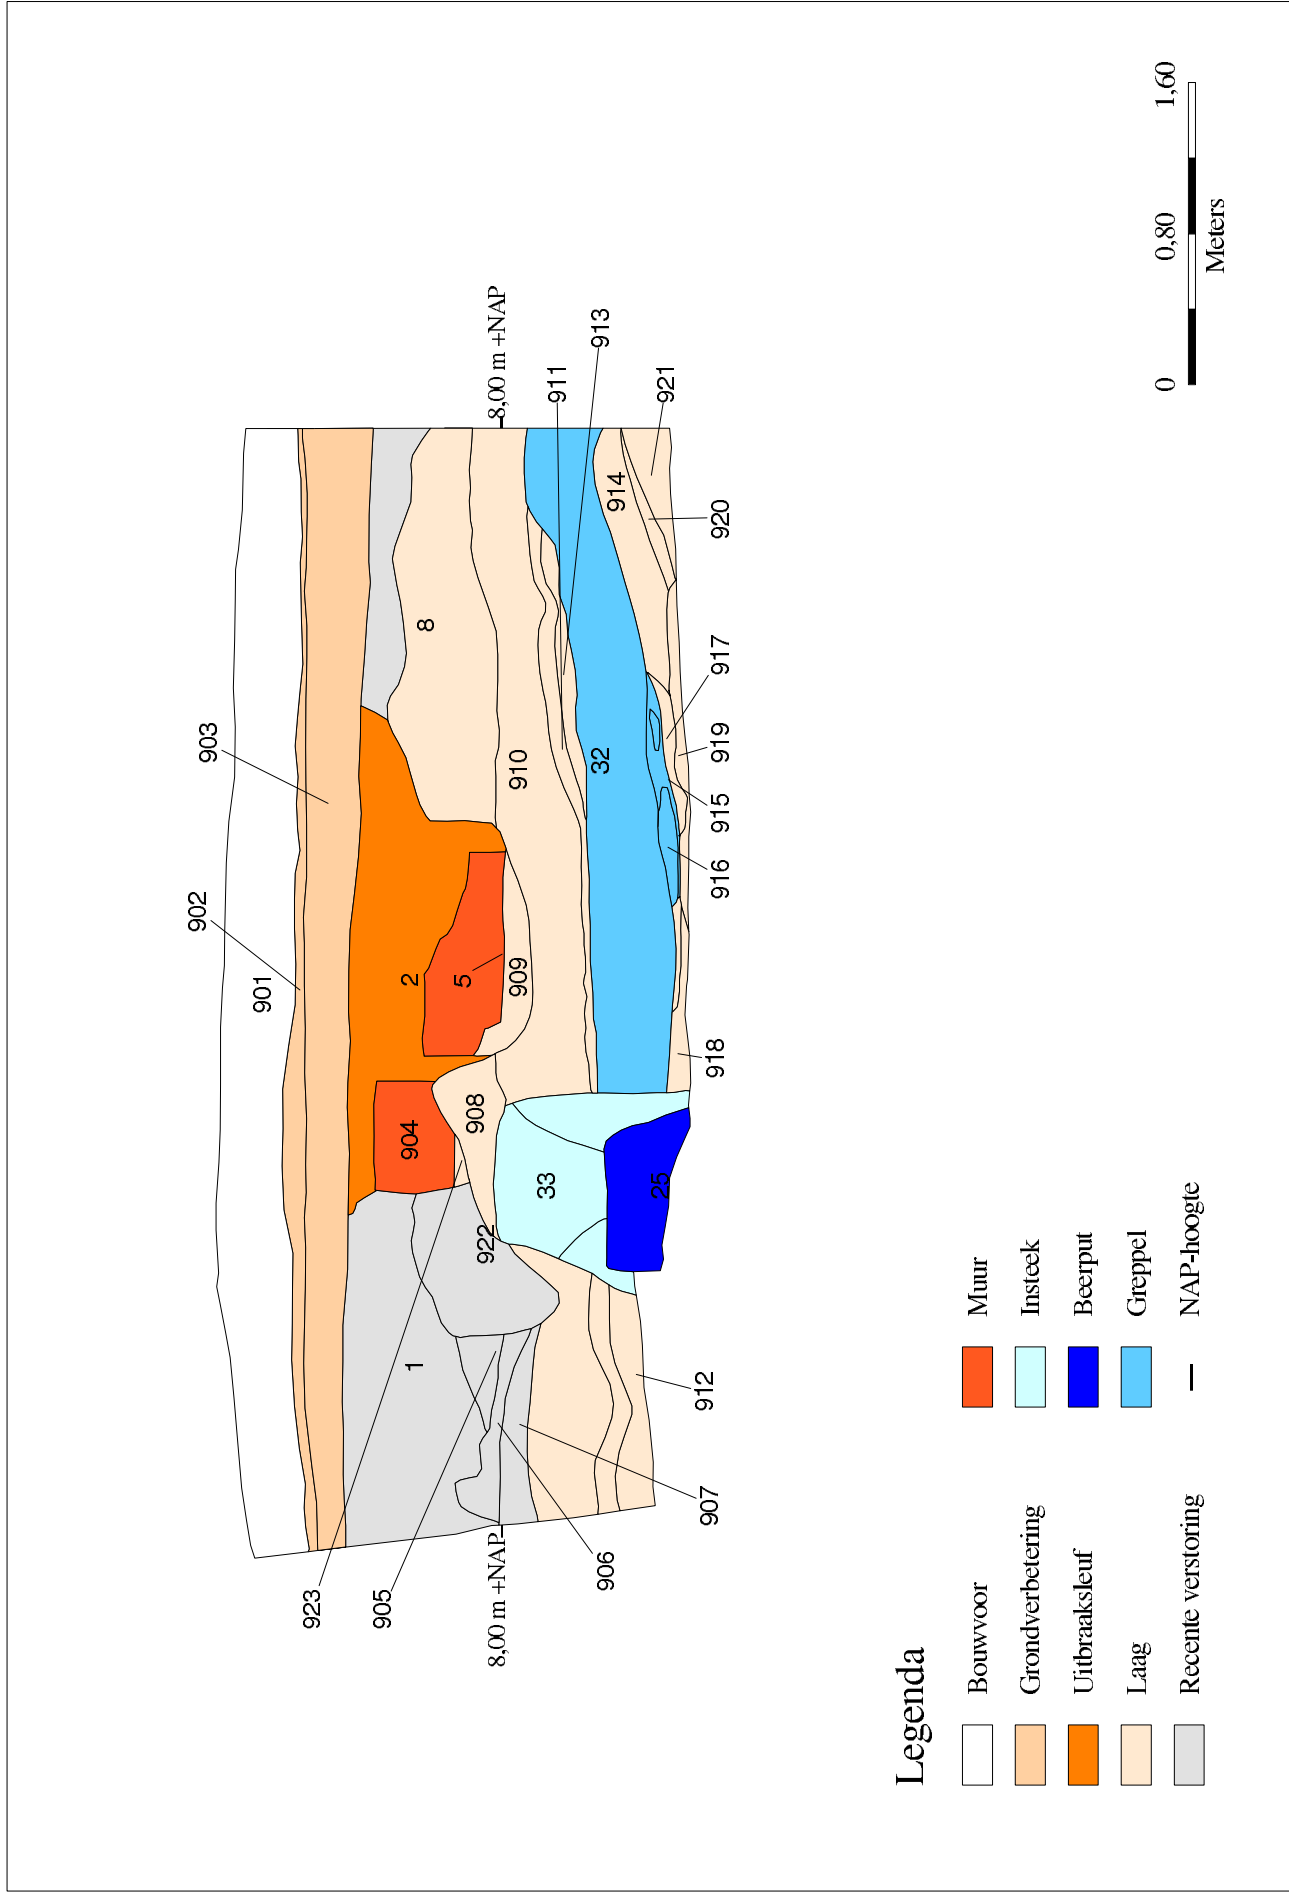 902
903
901
923
904
2
8
905
1
908
5
8,00 m +NAP
922
909
910
8,00 m +NAP
906
33
911
907
32
913
25
914
912
918
916
915
919
917
920
921
Legenda
Bouwvoor
Grondverbetering
Uitbraaksleuf
Laag
Recente verstoring
Muur
Insteek
Beerput
Greppel
NAP-hoogte
0 0,80 1,60
Meters